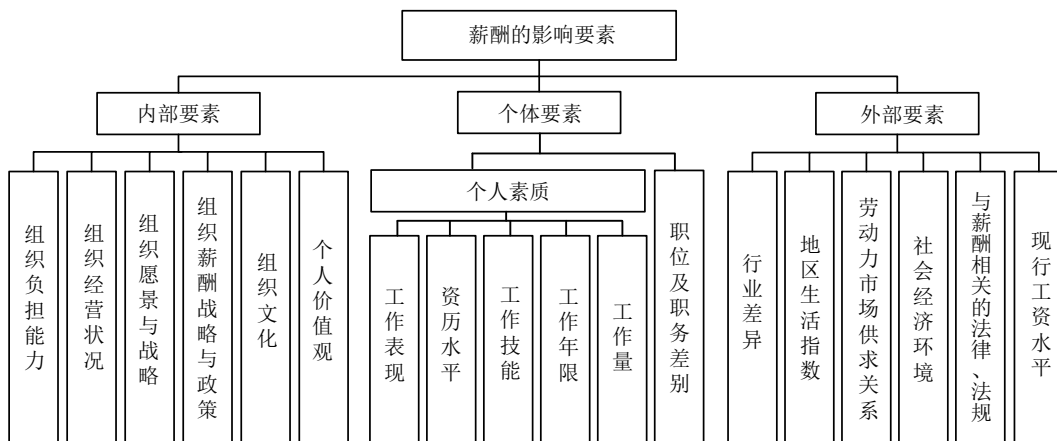 薪酬的影响要素
内部要素
个体要素
外部要素
组织负担能力
组织经营状况
组织愿景与战略
组织薪酬战略与政策
组织文化
个人价值观
个人素质
工作表现
资历水平
工作技能
工作年限
工作量
职位及职务差别
行业差异
地区生活指数
劳动力市场供求关系
社会经济环境
与薪酬相关的法律、法规
现行工资水平